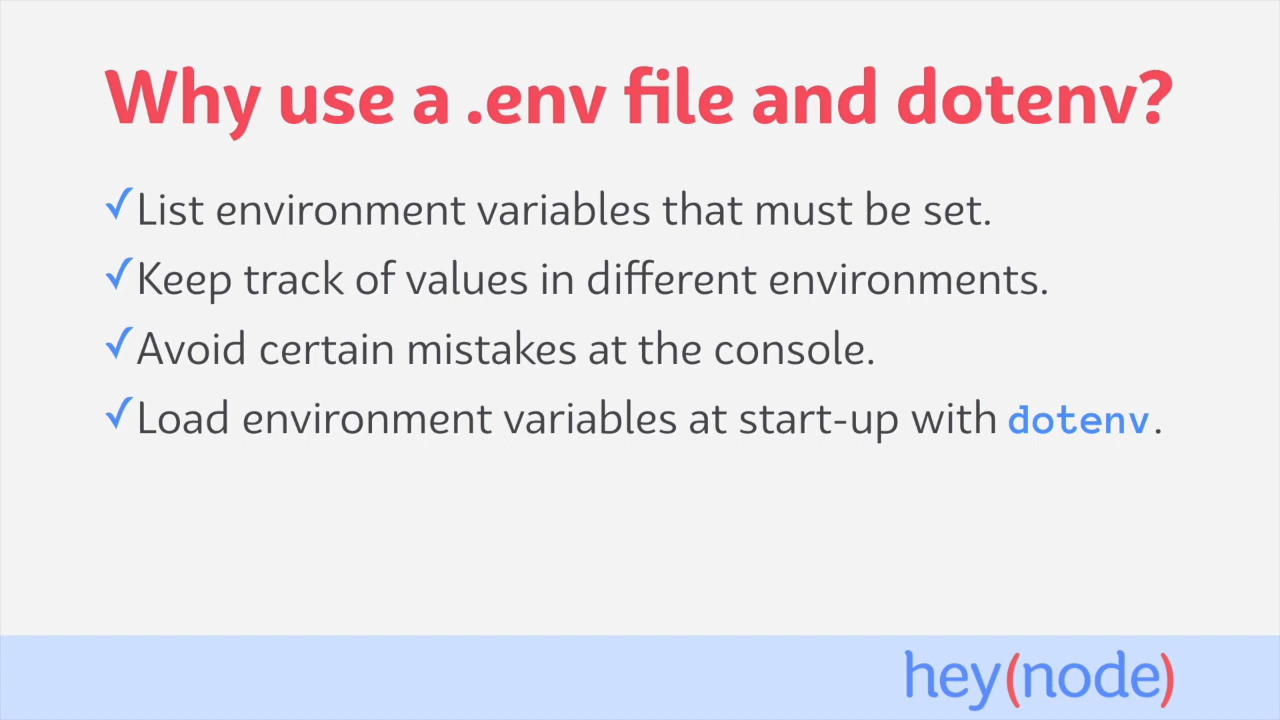 Why use a .env file and dotenv?
✓List environment variables that must be set.
✓Keep track of values in different environments.
✓Avoid certain mistakes at the console.
✓Load environment variables at start-up with dotenv.
hey(node)